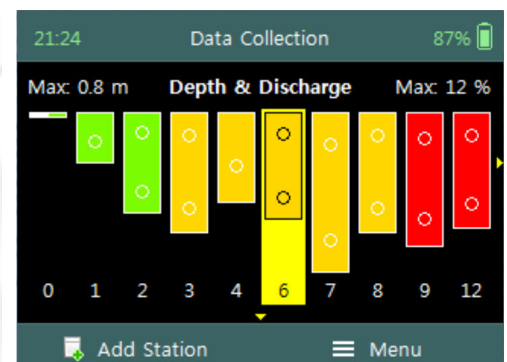 21:24 Data Collection 87%
Max: 0.8 m Depth & Discharge Max: 12 %
0 1 2 3 4 6 7 8 9 12
Add Station Menu